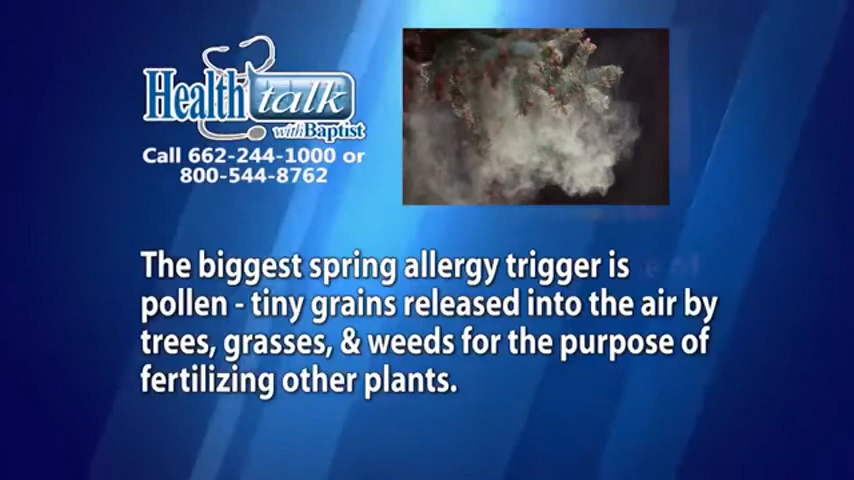 Health talk
with Baptist
Call 662-244-1000 or
800-544-8762
The biggest spring allergy trigger is
pollen - tiny grains released into the air by
trees, grasses, & weeds for the purpose of
fertilizing other plants.